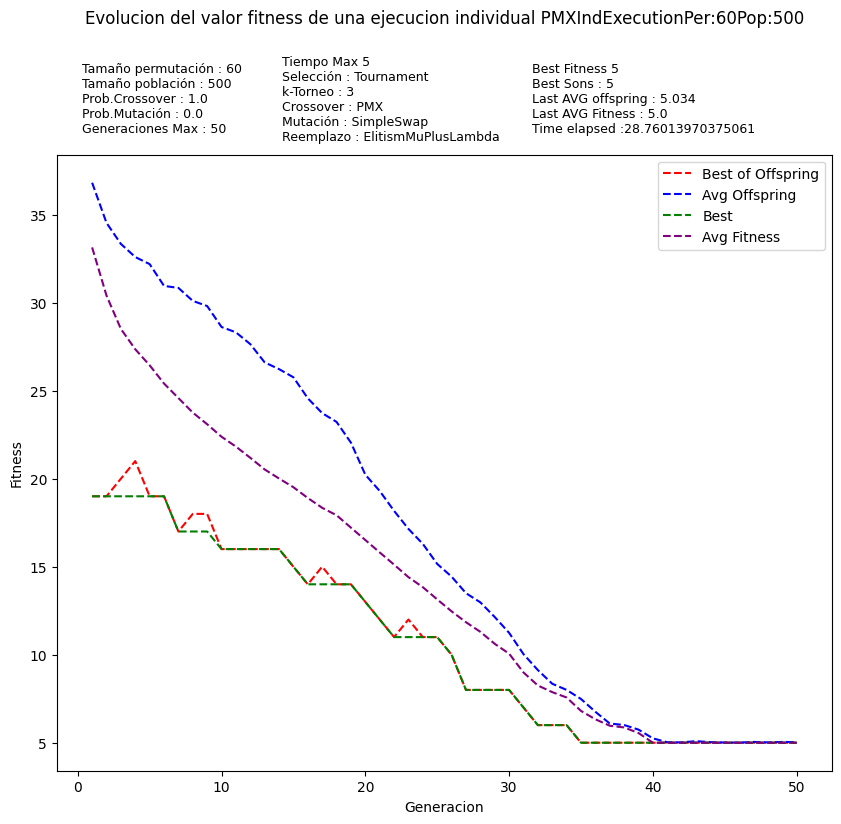 Evolucion del valor fitness de una ejecucion individual PMXIndExecutionPer:60Pop:500
Tamaño permutación : 60
Tamaño población : 500
Prob.Crossover : 1.0
Prob.Mutación : 0.0
Generaciones Max : 50
Tiempo Max 5
Selección : Tournament
k-Torneo : 3
Crossover : PMX
Mutación : SimpleSwap
Reemplazo : ElitismMuPlusLambda
Best Fitness 5
Best Sons : 5
Last AVG offspring : 5.034
Last AVG Fitness : 5.0
Time elapsed :28.76013970375061
Best of Offspring
Avg Offspring
Best
Avg Fitness
Fitness
35
30
25
20
15
10
5
0
10
20
30
40
50
Generacion